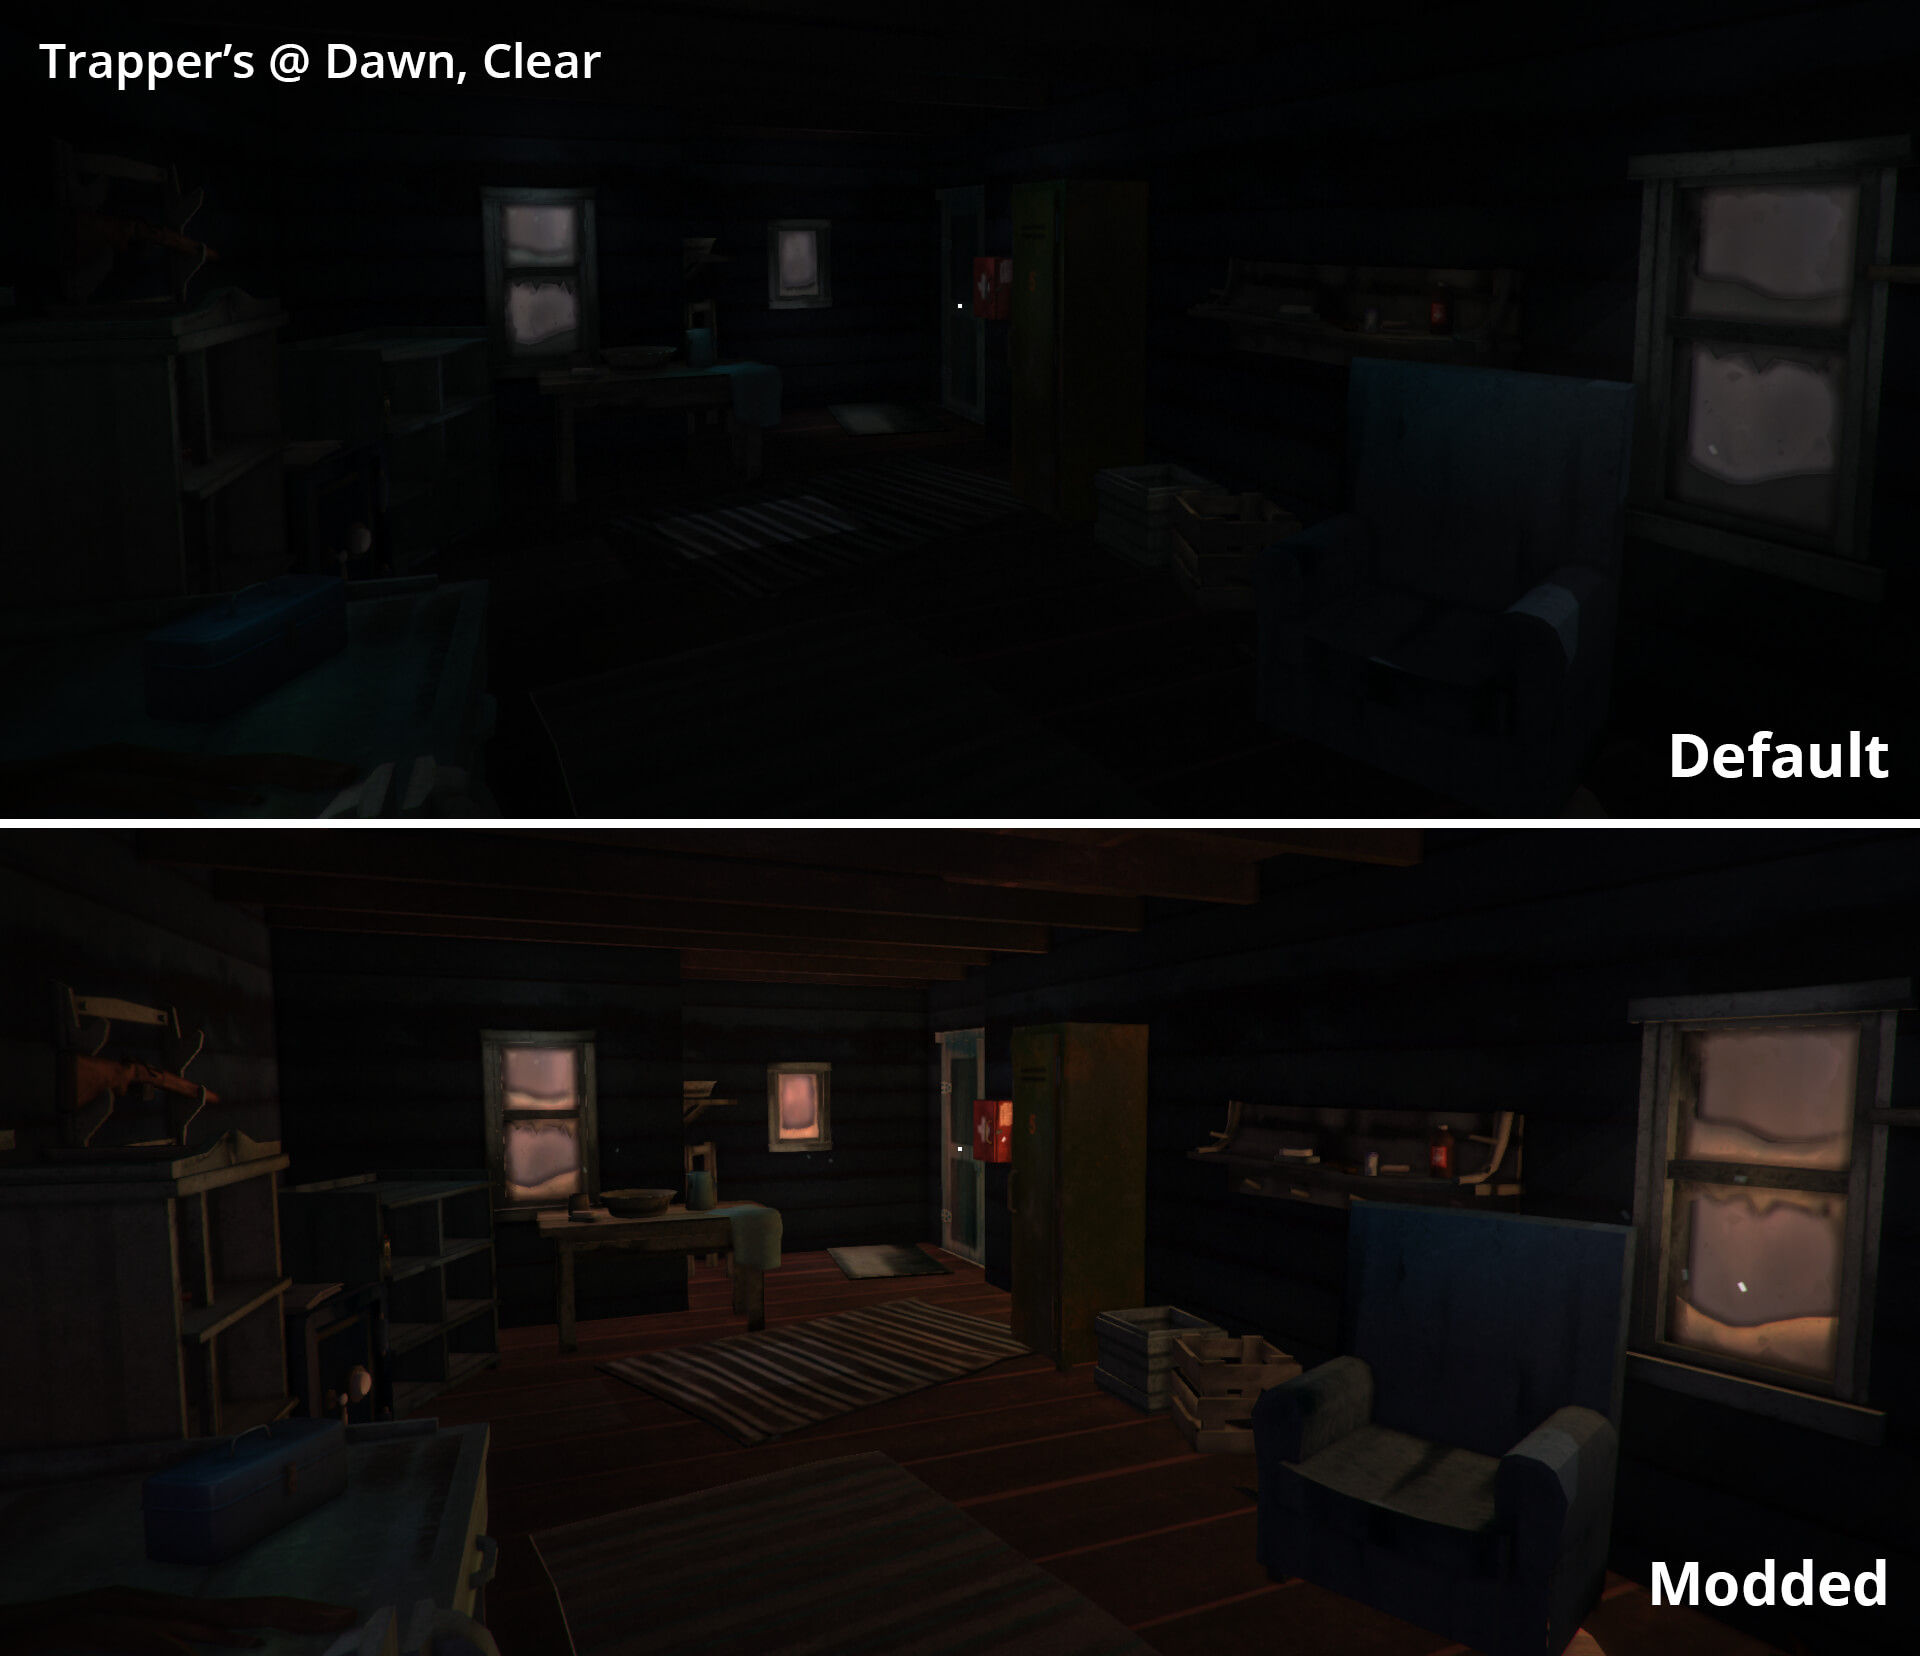 Trapper’s @ Dawn, Clear
Default
Modded